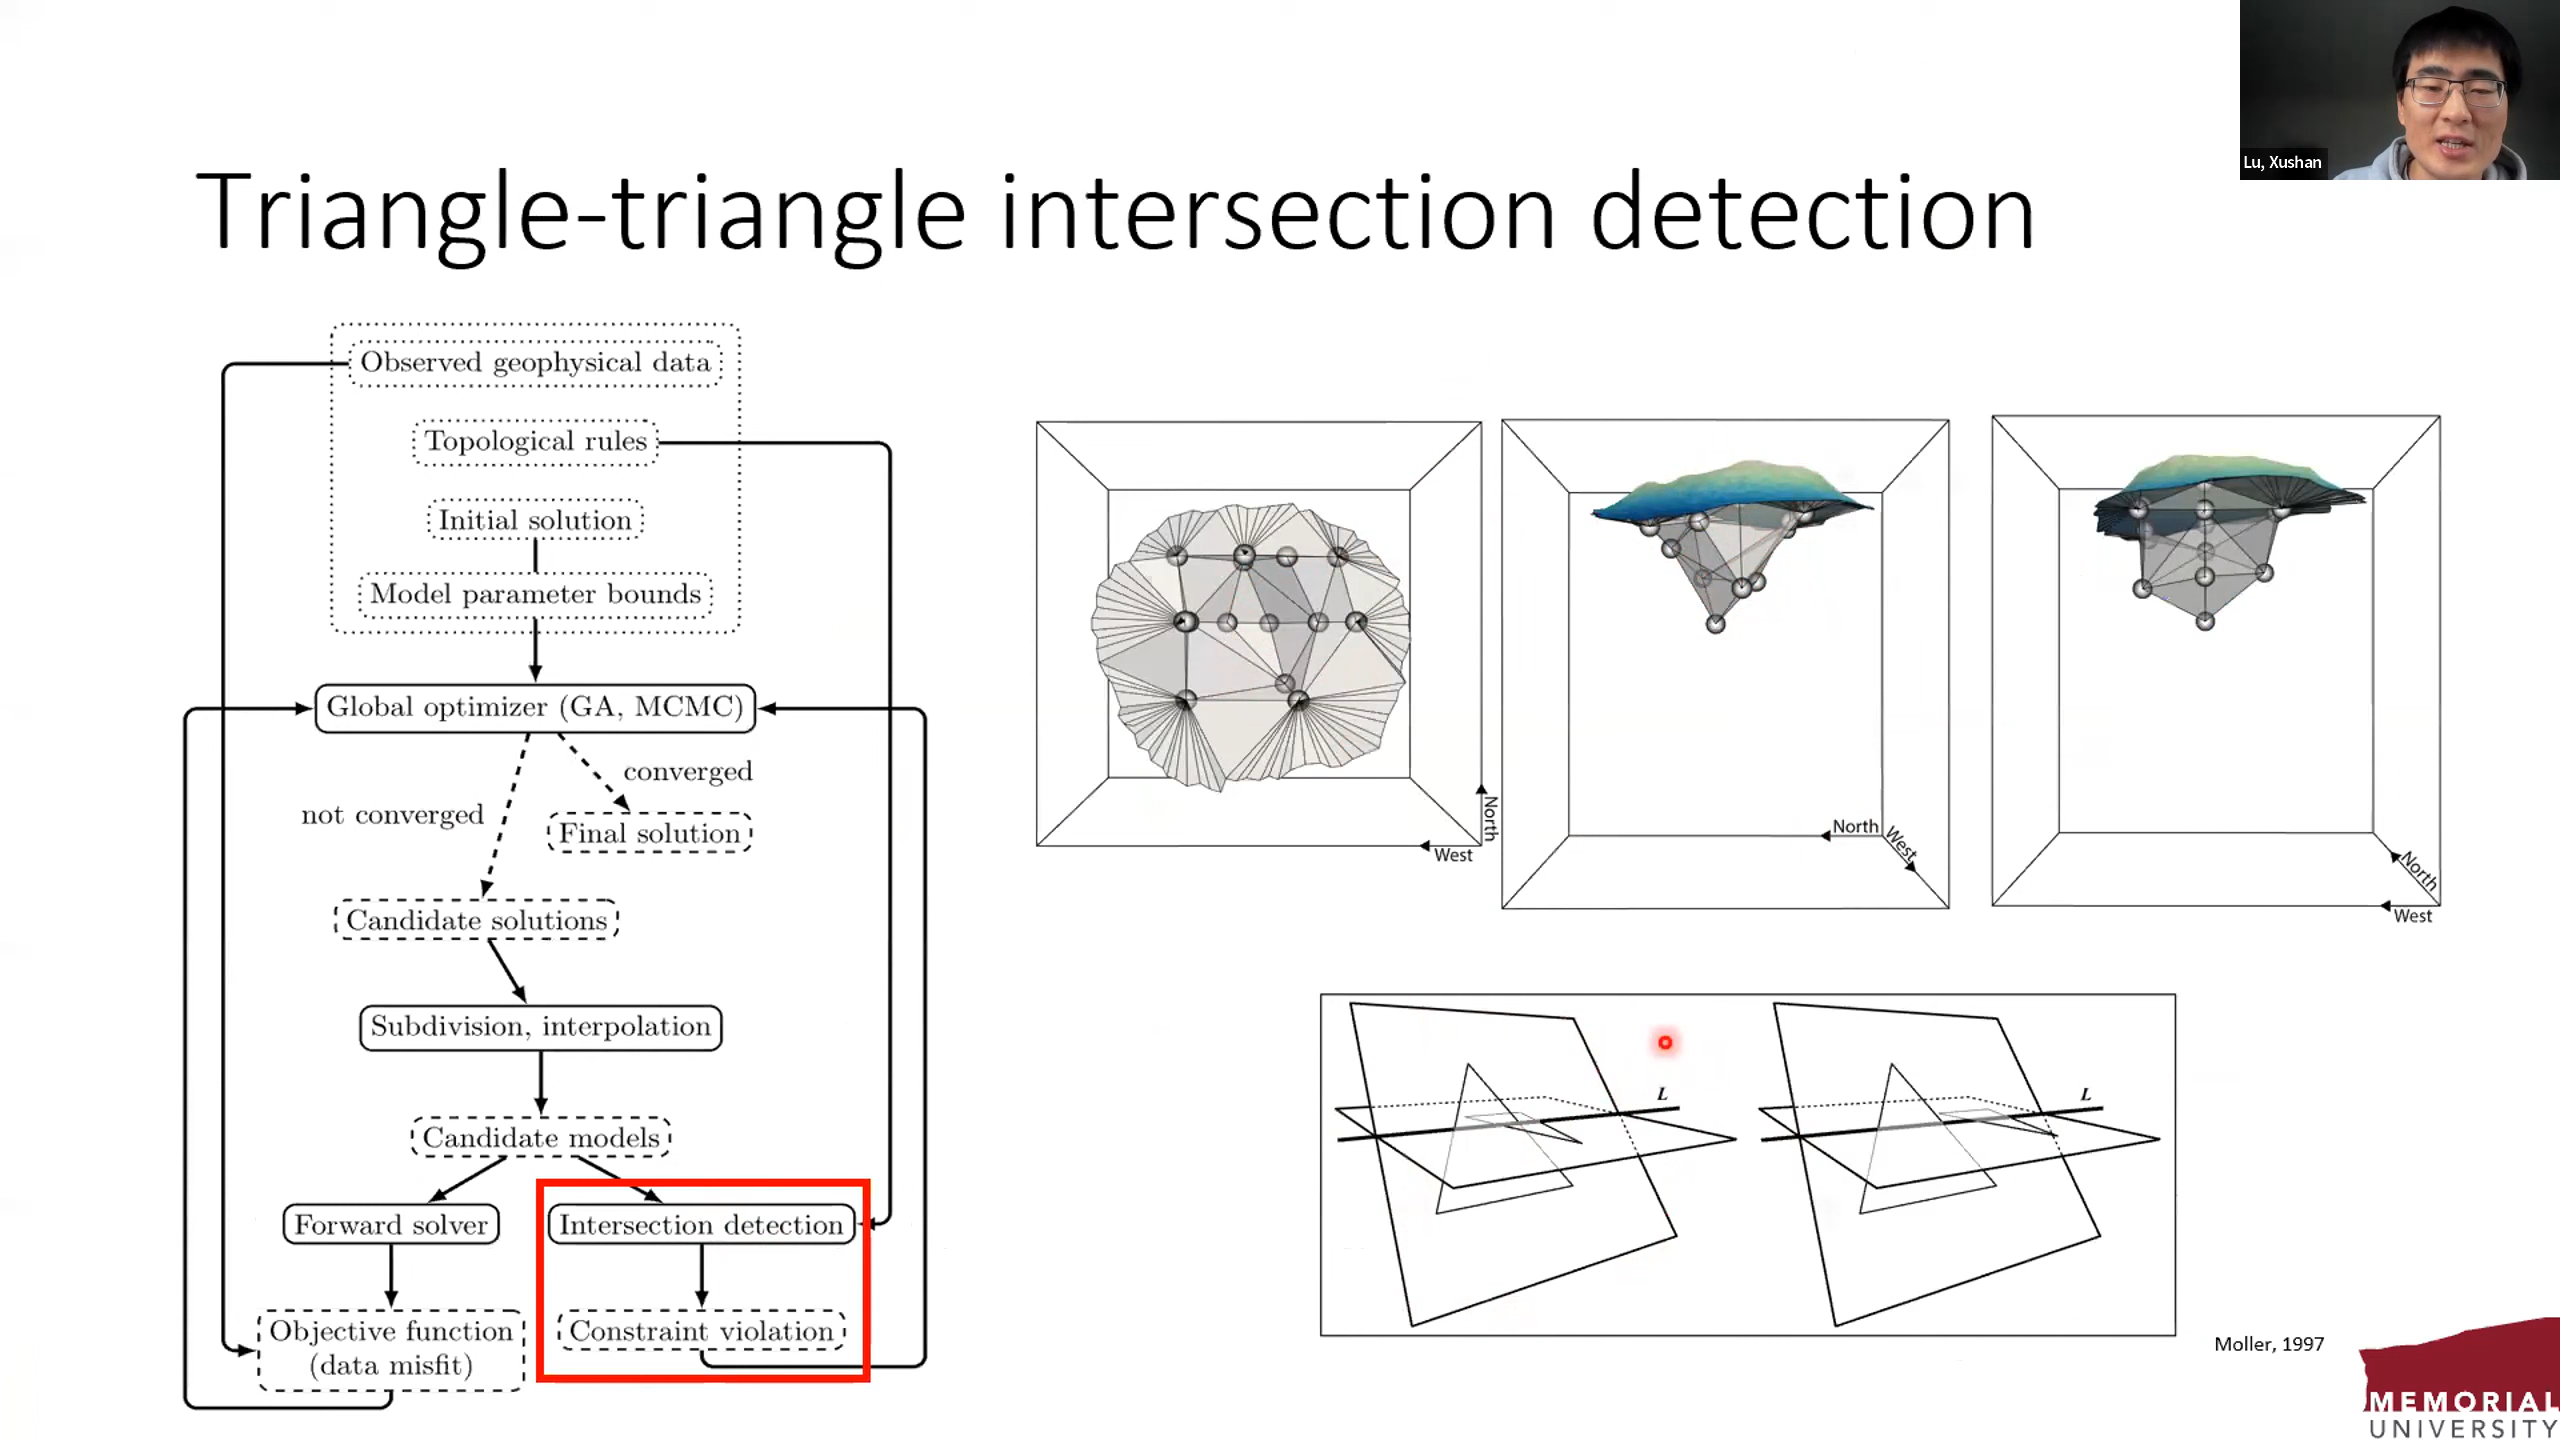 Lu, Xushan
Triangle-triangle intersection detection
Observed geophysical data
Topological rules
Initial solution
Model parameter bounds
Global optimizer (GA, MCMC)
converged
not converged
Final solution
Candidate solutions
Subdivision, interpolation
Candidate models
Forward solver
Intersection detection
Objective function
(data misfit)
Constraint violation
North
West
North
West
North
West
L
L
Moller, 1997
MEMORIAL
UNIVERSITY